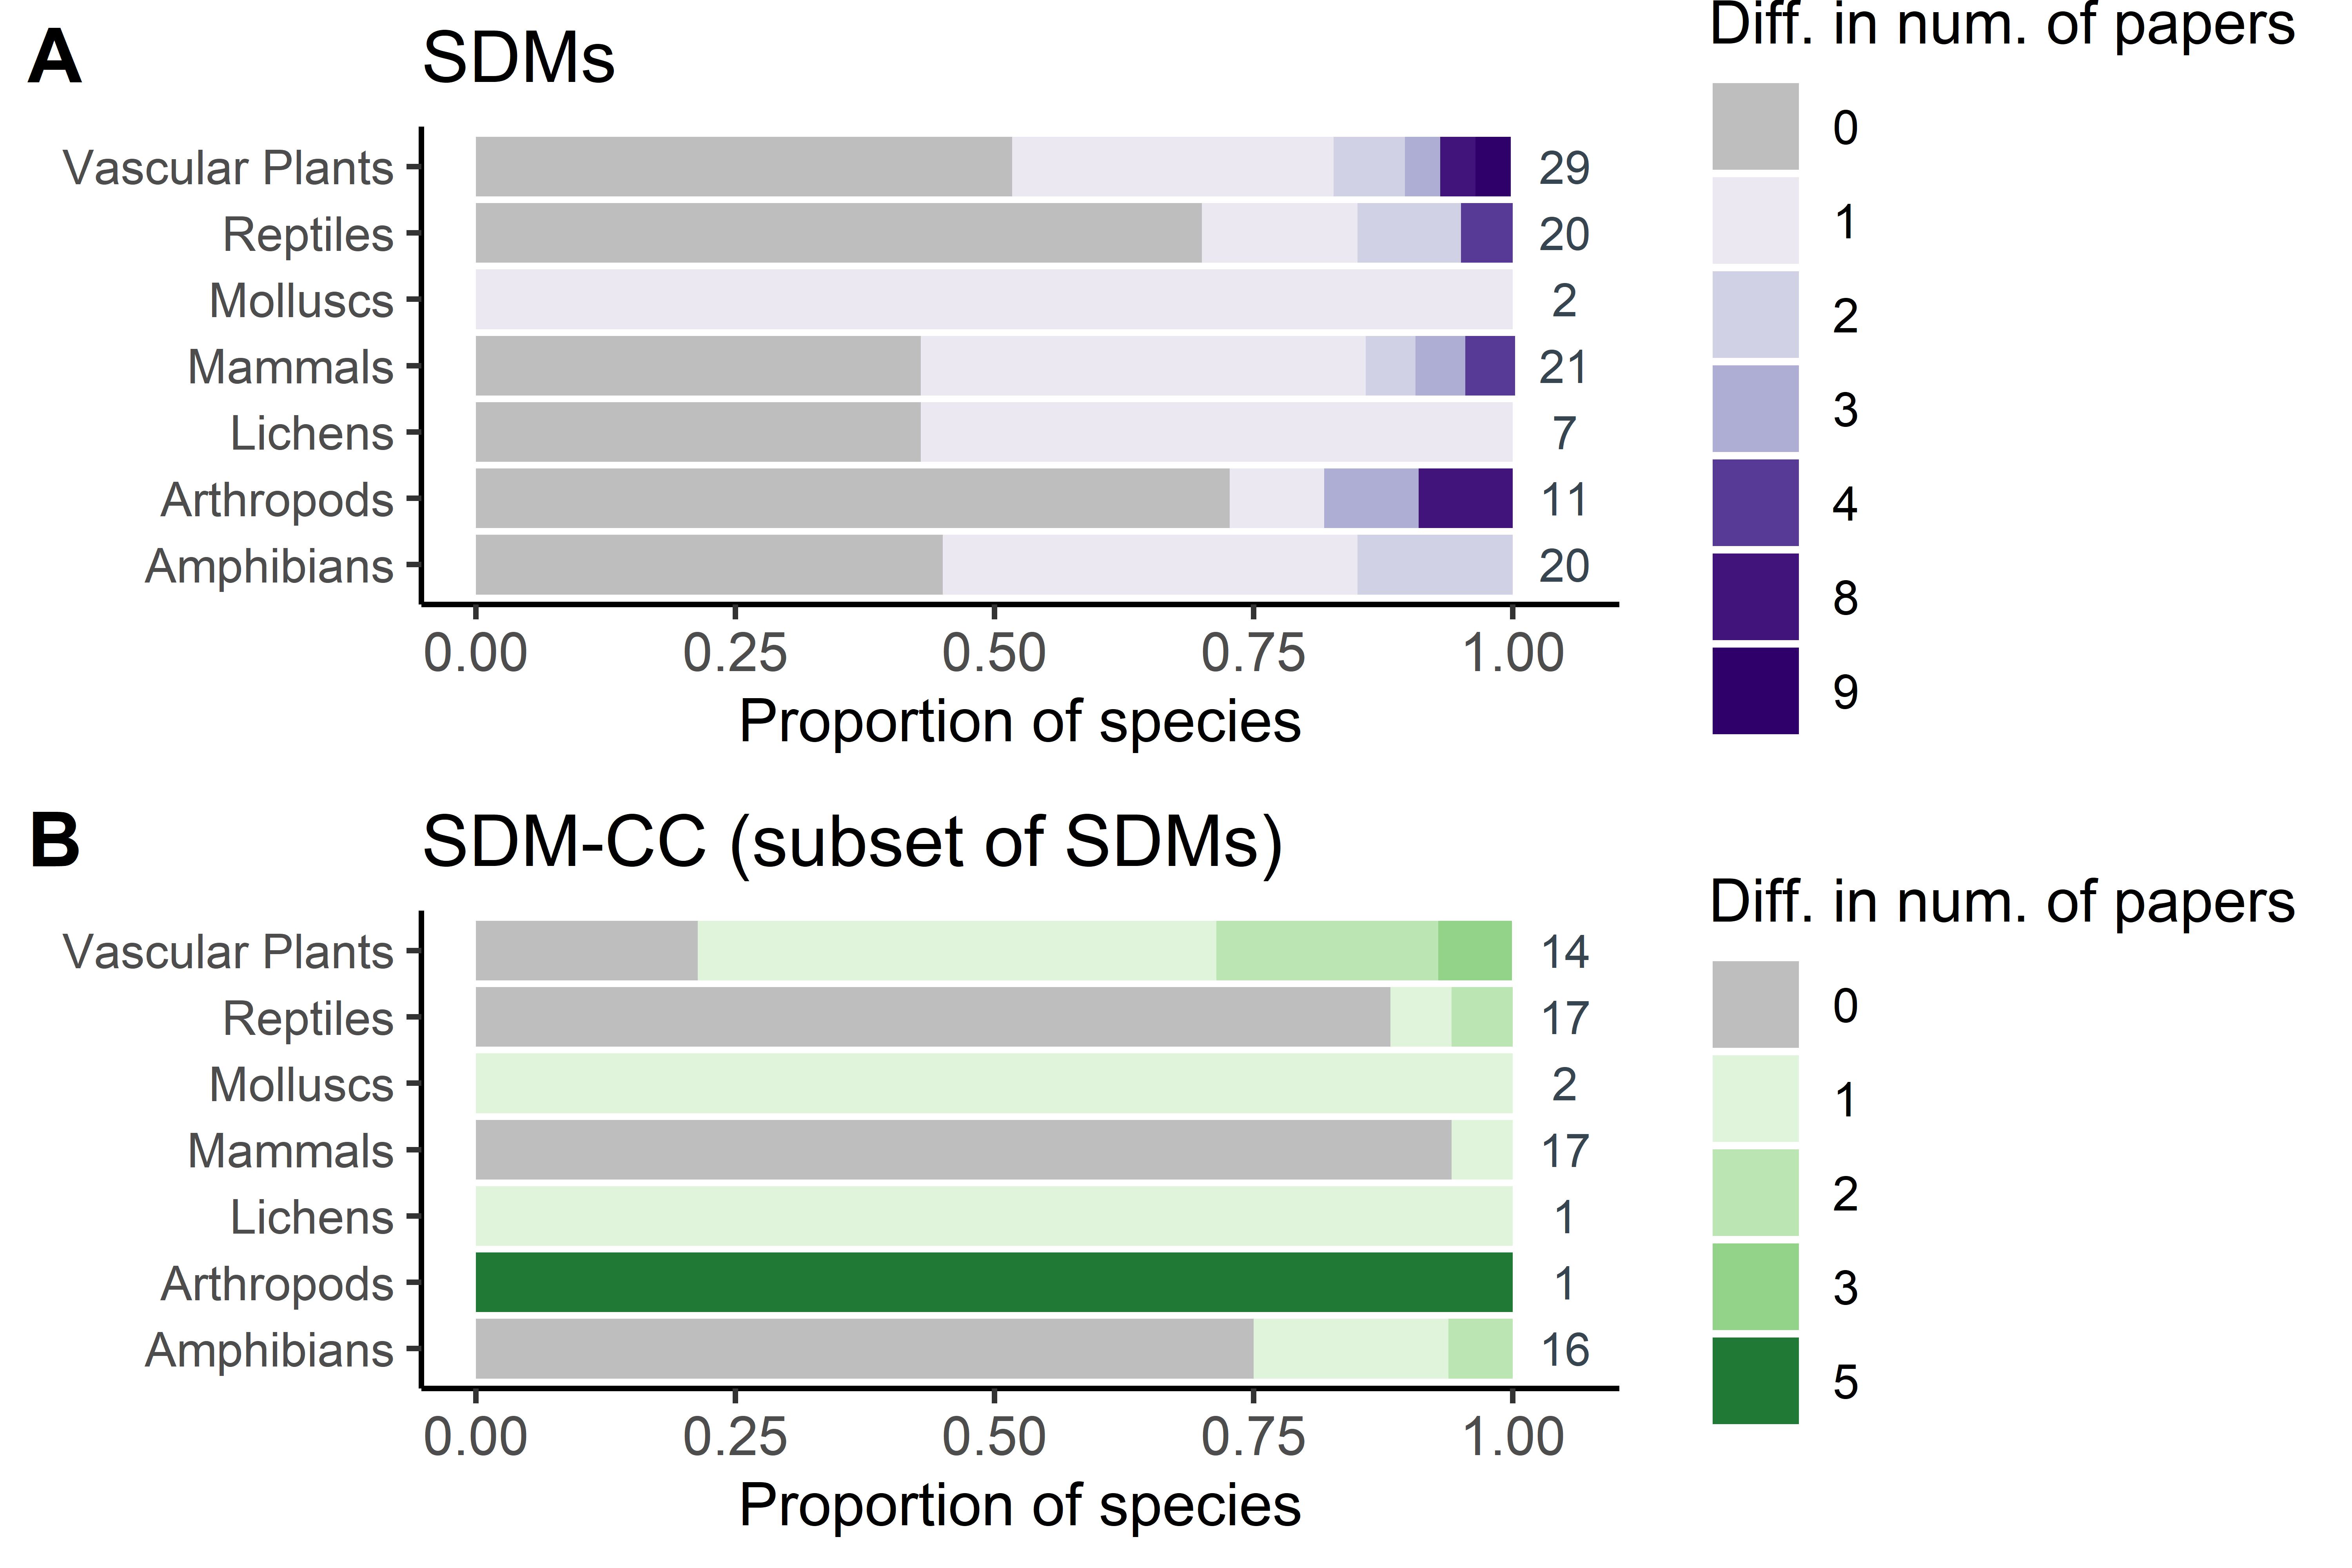 A
SDMs
Diff. in num. of papers
0
1
2
3
4
8
9
Vascular Plants 29
Reptiles 20
Molluscs 2
Mammals 21
Lichens 7
Arthropods 11
Amphibians 20
0.00 0.25 0.50 0.75 1.00
Proportion of species
B
SDM-CC (subset of SDMs)
Diff. in num. of papers
0
1
2
3
5
Vascular Plants 14
Reptiles 17
Molluscs 2
Mammals 17
Lichens 1
Arthropods 1
Amphibians 16
0.00 0.25 0.50 0.75 1.00
Proportion of species